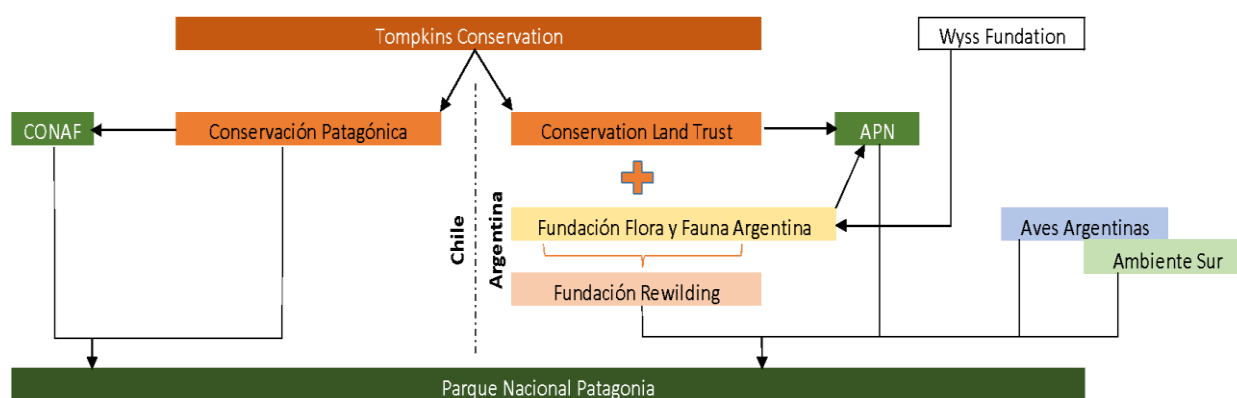 Tompkins Conservation
Wyss Fundation
CONAF
Conservación Patagónica
Conservation Land Trust
APN
Chile
Argentina
Fundación Flora y Fauna Argentina
Aves Argentinas
Ambiente Sur
Fundación Rewilding
Parque Nacional Patagonia